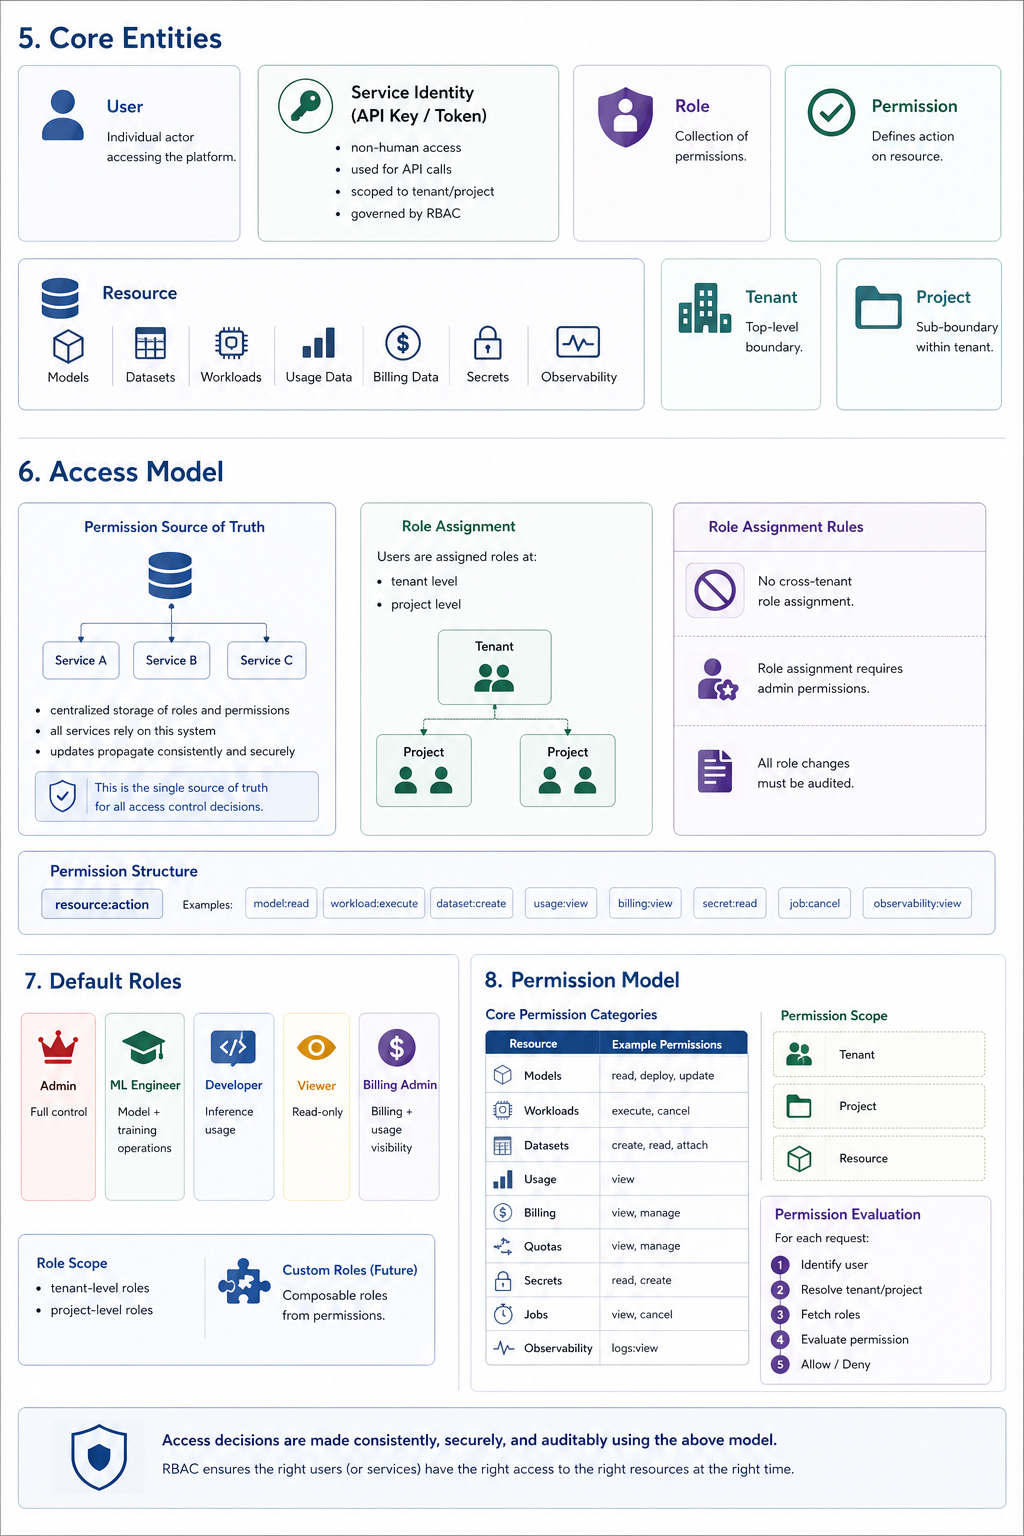 5. Core Entities
User
Individual actor
accessing the platform.
Service Identity
(API Key / Token)
• non-human access
• used for API calls
• scoped to tenant/project
• governed by RBAC
Role
Collection of
permissions.
Permission
Defines action
on resource.
Resource
Models
Datasets
Workloads
Usage Data
Billing Data
Secrets
Observability
Tenant
Top-level
boundary.
Project
Sub-boundary
within tenant.
6. Access Model
Permission Source of Truth
Service A
Service B
Service C
• centralized storage of roles and permissions
• all services rely on this system
• updates propagate consistently and securely
This is the single source of truth
for all access control decisions.
Role Assignment
Users are assigned roles at:
• tenant level
• project level
Tenant
Project
Project
Role Assignment Rules
No cross-tenant
role assignment.
Role assignment requires
admin permissions.
All role changes
must be audited.
Permission Structure
resource:action
Examples:
model:read
workload:execute
dataset:create
usage:view
billing:view
secret:read
job:cancel
observability:view
7. Default Roles
Admin
Full control
ML Engineer
Model +
training
operations
Developer
Inference
usage
Viewer
Read-only
Billing Admin
Billing +
usage
visibility
Role Scope
• tenant-level roles
• project-level roles
Custom Roles (Future)
Composable roles
from permissions.
8. Permission Model
Core Permission Categories
Resource Example Permissions
Models read, deploy, update
Workloads execute, cancel
Datasets create, read, attach
Usage view
Billing view, manage
Quotas view, manage
Secrets read, create
Jobs view, cancel
Observability logs:view
Permission Scope
Tenant
Project
Resource
Permission Evaluation
For each request:
1 Identify user
2 Resolve tenant/project
3 Fetch roles
4 Evaluate permission
5 Allow / Deny
Access decisions are made consistently, securely, and auditably using the above model.
RBAC ensures the right users (or services) have the right access to the right resources at the right time.